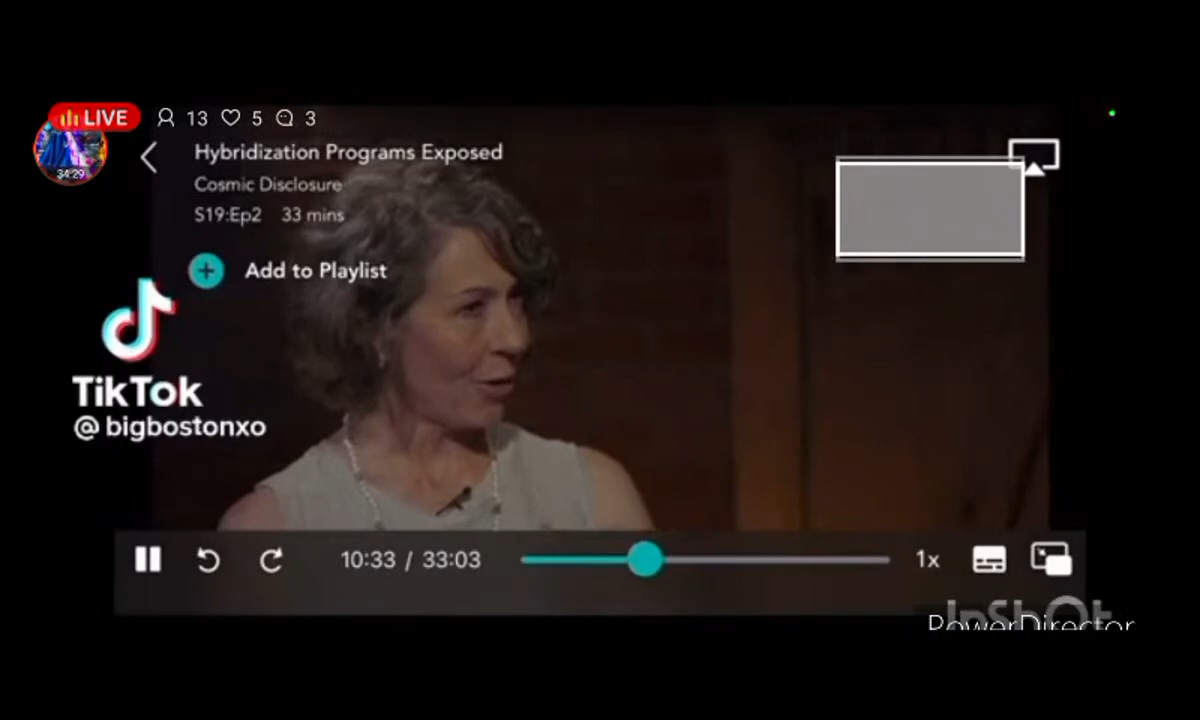 LIVE 13 5 3
34:29
Hybridization Programs Exposed
Cosmic Disclosure
S19:Ep2 33 mins
Add to Playlist
TikTok
@ bigbostonxo
10:33 / 33:03 1x
InShOt
PowerDirector